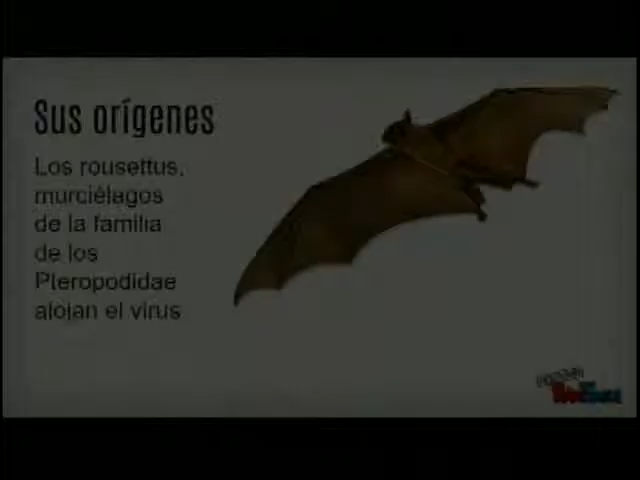 Sus orígenes
Los rousettus,
murciélagos
de la familia
de los
Pteropodidae
alojan el virus